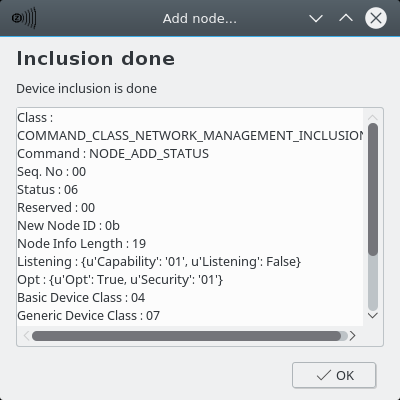 Add node...
Inclusion done
Device inclusion is done
Class :
COMMAND_CLASS_NETWORK_MANAGEMENT_INCLUSION
Command : NODE_ADD_STATUS
Seq. No : 00
Status : 06
Reserved : 00
New Node ID : 0b
Node Info Length : 19
Listening : {u'Capability': '01', u'Listening': False}
Opt : {u'Opt': True, u'Security': '01'}
Basic Device Class : 04
Generic Device Class : 07
OK